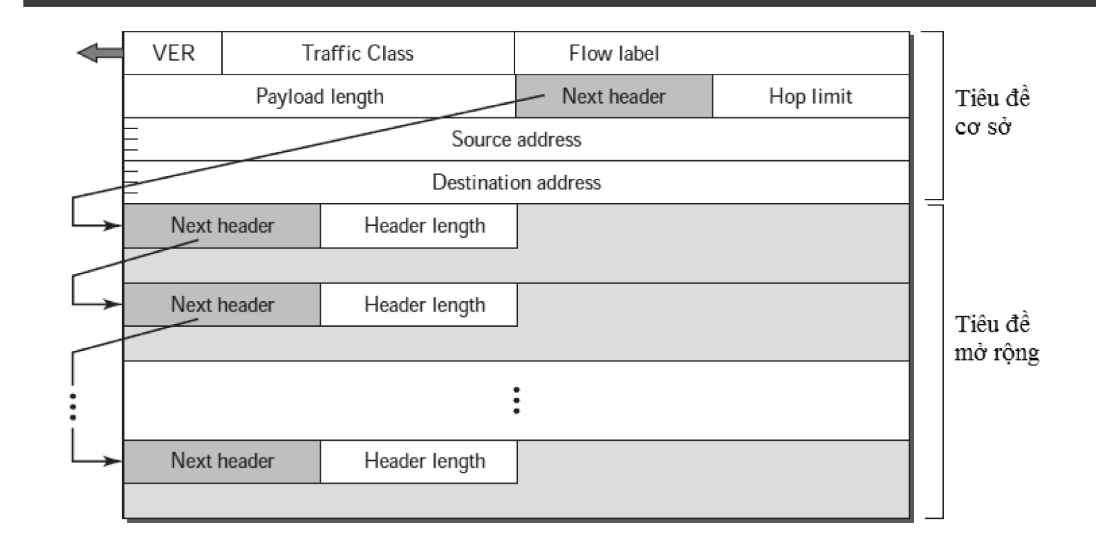 VER Traffic Class Flow label
Payload length Next header Hop limit
Source address
Destination address
Tiêu đề
cơ sở
Next header Header length
Next header Header length
Next header Header length
Tiêu đề
mở rộng